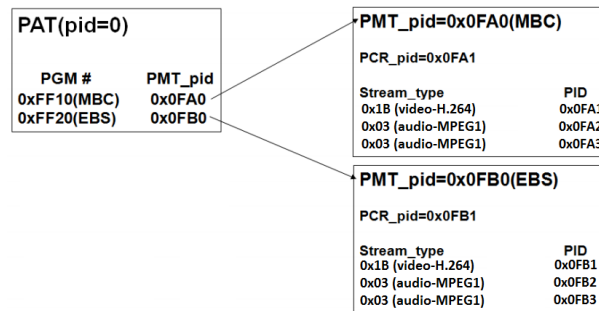 PAT(pid=0)
PGM # PMT_pid
0xFF10(MBC) 0x0FA0
0xFF20(EBS) 0x0FB0
PMT_pid=0x0FA0(MBC)
PCR_pid=0x0FA1
Stream_type PID
0x1B (video-H.264) 0x0FA1
0x03 (audio-MPEG1) 0x0FA2
0x03 (audio-MPEG1) 0x0FA3
PMT_pid=0x0FB0(EBS)
PCR_pid=0x0FB1
Stream_type PID
0x1B (video-H.264) 0x0FB1
0x03 (audio-MPEG1) 0x0FB2
0x03 (audio-MPEG1) 0x0FB3